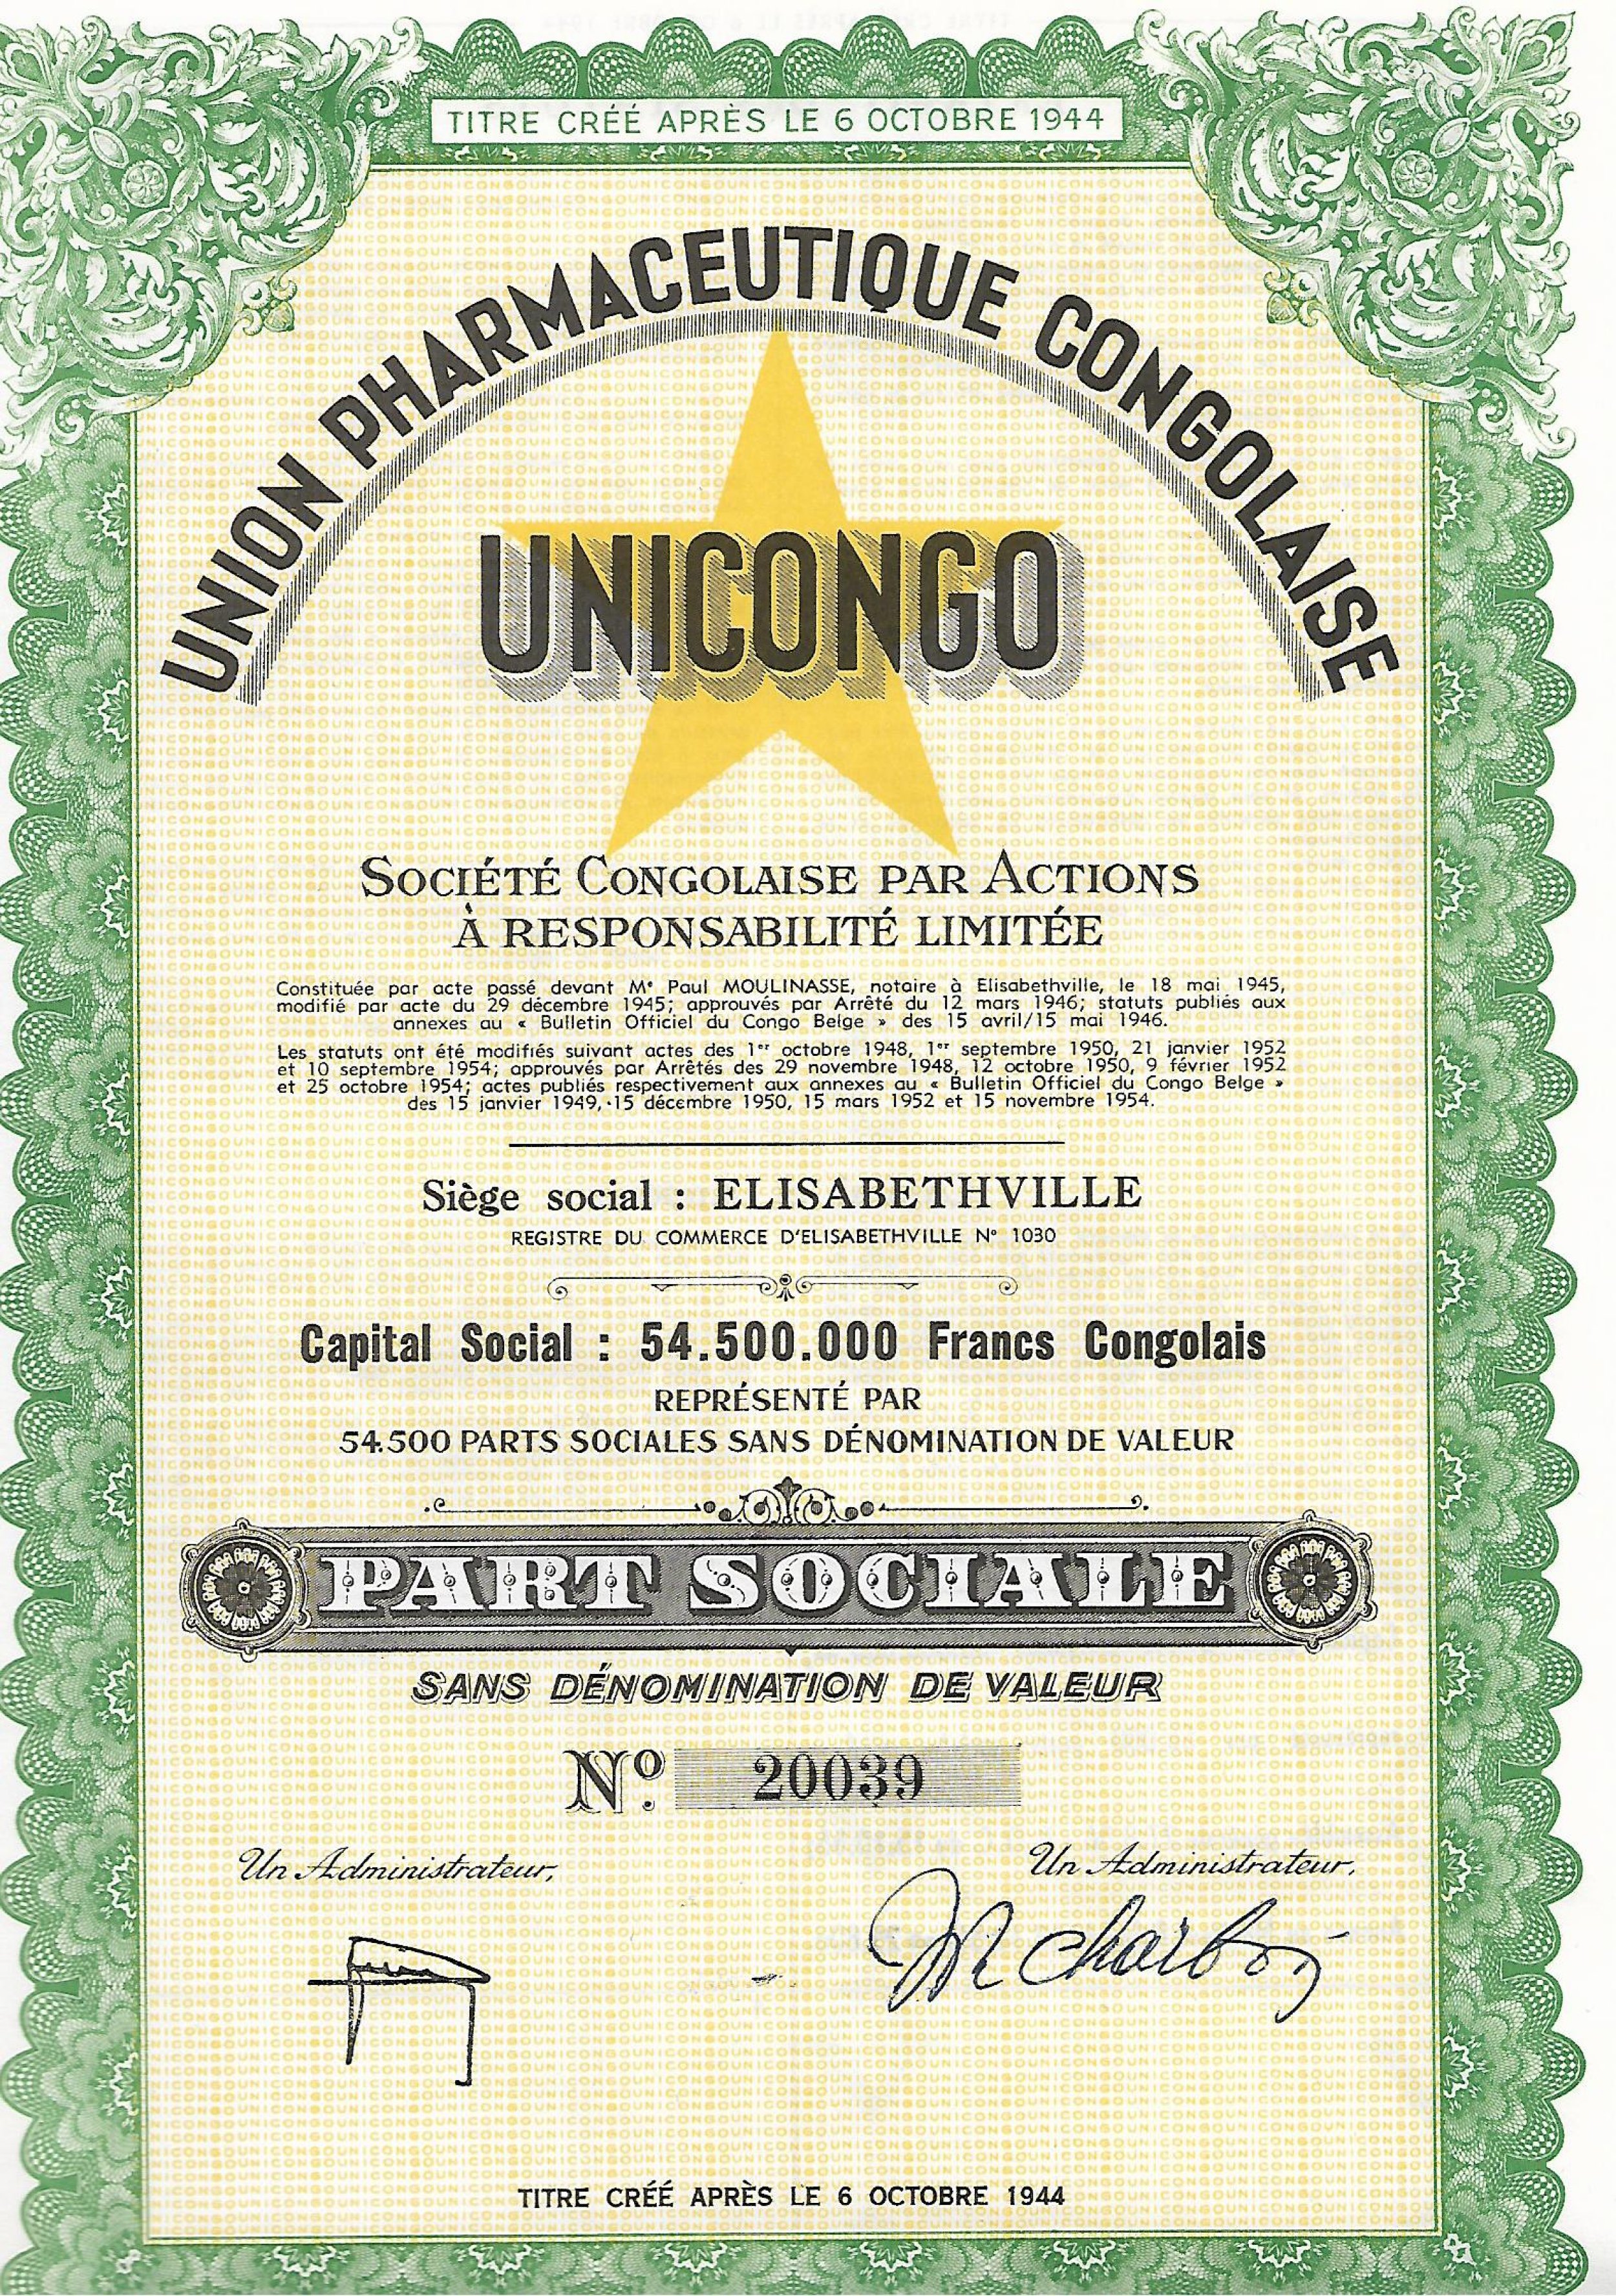 TITRE CRÉÉ APRÈS LE 6 OCTOBRE 1944
UNION PHARMACEUTIQUE CONGOLAISE
UNICONGO
SOCIÉTÉ CONGOLAISE PAR ACTIONS
À RESPONSABILITÉ LIMITÉE
Constituée par acte passé devant Me Paul MOULINASSE, notaire à Elisabethville, le 18 mai 1945,
modifié par acte du 29 décembre 1945; approuvés par Arrêté du 12 mars 1946; statuts publiés aux
annexes au « Bulletin Officiel du Congo Belge » des 15 avril/15 mai 1946.
Les statuts ont été modifiés suivant actes des 1er octobre 1948, 1er septembre 1950, 21 janvier 1952
et 10 septembre 1954; approuvés par Arrêtés des 29 novembre 1948, 12 octobre 1950, 9 février 1952
et 25 octobre 1954; actes publiés respectivement aux annexes au « Bulletin Officiel du Congo Belge »
des 15 janvier 1949, 15 décembre 1950, 15 mars 1952 et 15 novembre 1954.
Siège social : ELISABETHVILLE
REGISTRE DU COMMERCE D'ELISABETHVILLE N° 1030
Capital Social : 54.500.000 Francs Congolais
REPRÉSENTÉ PAR
54.500 PARTS SOCIALES SANS DÉNOMINATION DE VALEUR
PART SOCIALE
SANS DÉNOMINATION DE VALEUR
No. 20039
Un Administrateur, Un Administrateur.
TITRE CRÉÉ APRÈS LE 6 OCTOBRE 1944